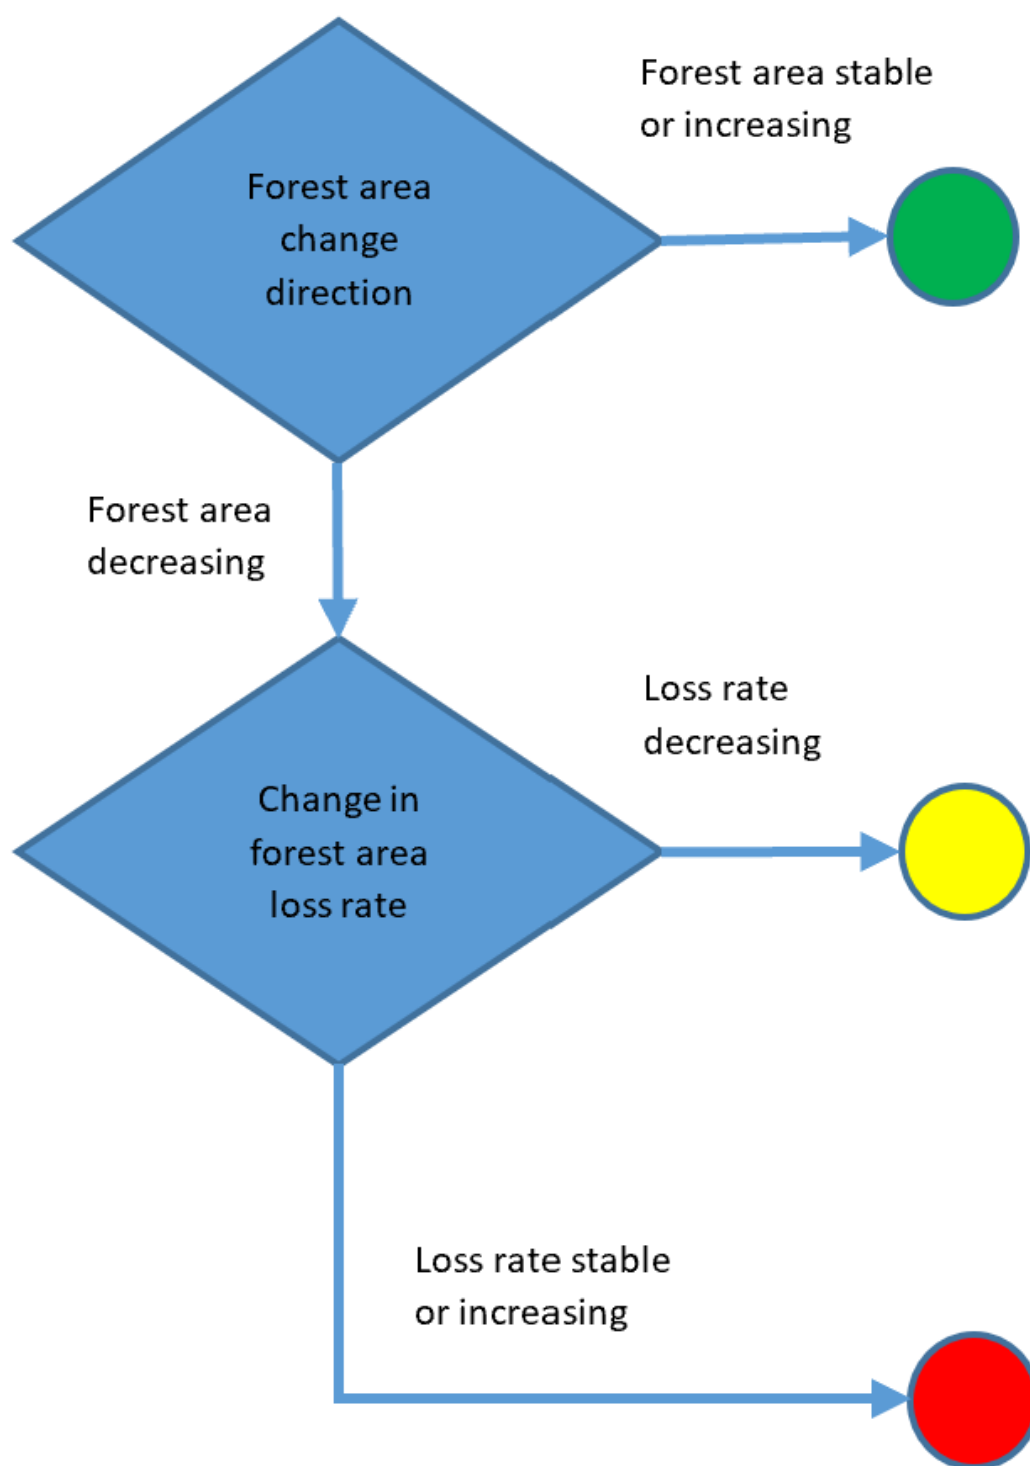 Forest area stable
or increasing
Forest area
change
direction
Forest area
decreasing
Loss rate
decreasing
Change in
forest area
loss rate
Loss rate stable
or increasing